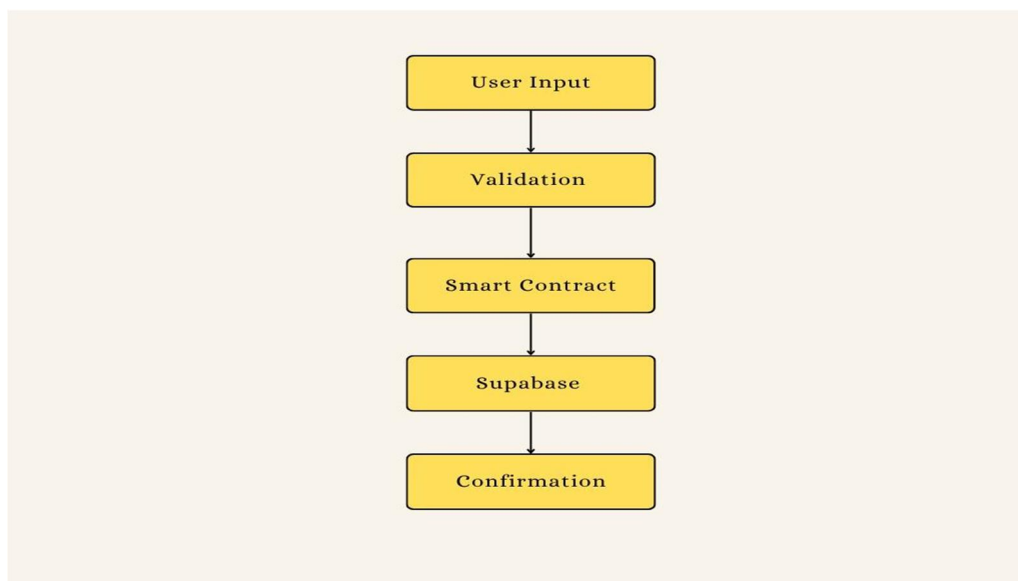 User Input
Validation
Smart Contract
Supabase
Confirmation